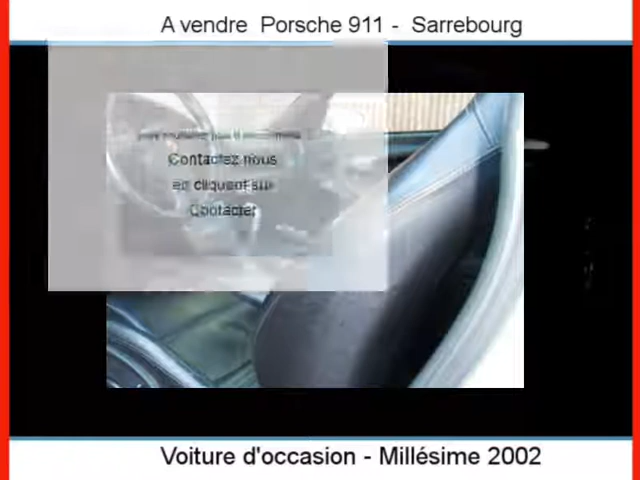 A vendre Porsche 911 - Sarrebourg
Contactez nous
en cliquant sur
Contacter
Voiture d'occasion - Millésime 2002